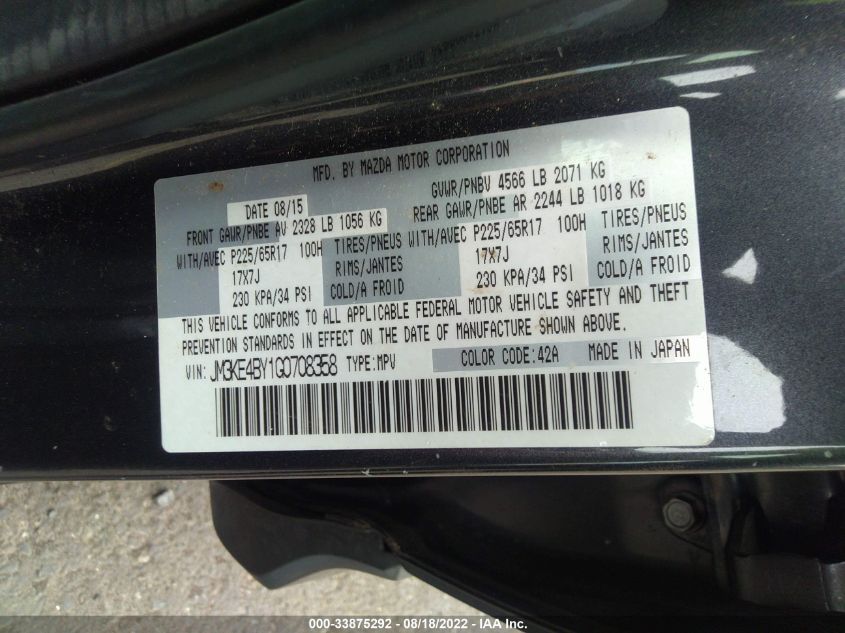 MFD. BY MAZDA MOTOR CORPORATION
DATE 08/15 GVWR/PNBV 4566 LB 2071 KG
FRONT GAWR/PNBE AV 2328 LB 1056 KG REAR GAWR/PNBE AR 2244 LB 1018 KG
WITH/AVEC P225/65R17 100H TIRES/PNEUS WITH/AVEC P225/65R17 100H TIRES/PNEUS
17X7J RIMS/JANTES 17X7J RIMS/JANTES
230 KPA/34 PSI COLD/A FROID 230 KPA/34 PSI COLD/A FROID
THIS VEHICLE CONFORMS TO ALL APPLICABLE FEDERAL MOTOR VEHICLE SAFETY AND THEFT
PREVENTION STANDARDS IN EFFECT ON THE DATE OF MANUFACTURE SHOWN ABOVE.
VIN: JM3KE4BY1G0708358 TYPE:MPV COLOR CODE:42A MADE IN JAPAN
000-33875292 - 08/18/2022 - IAA Inc.